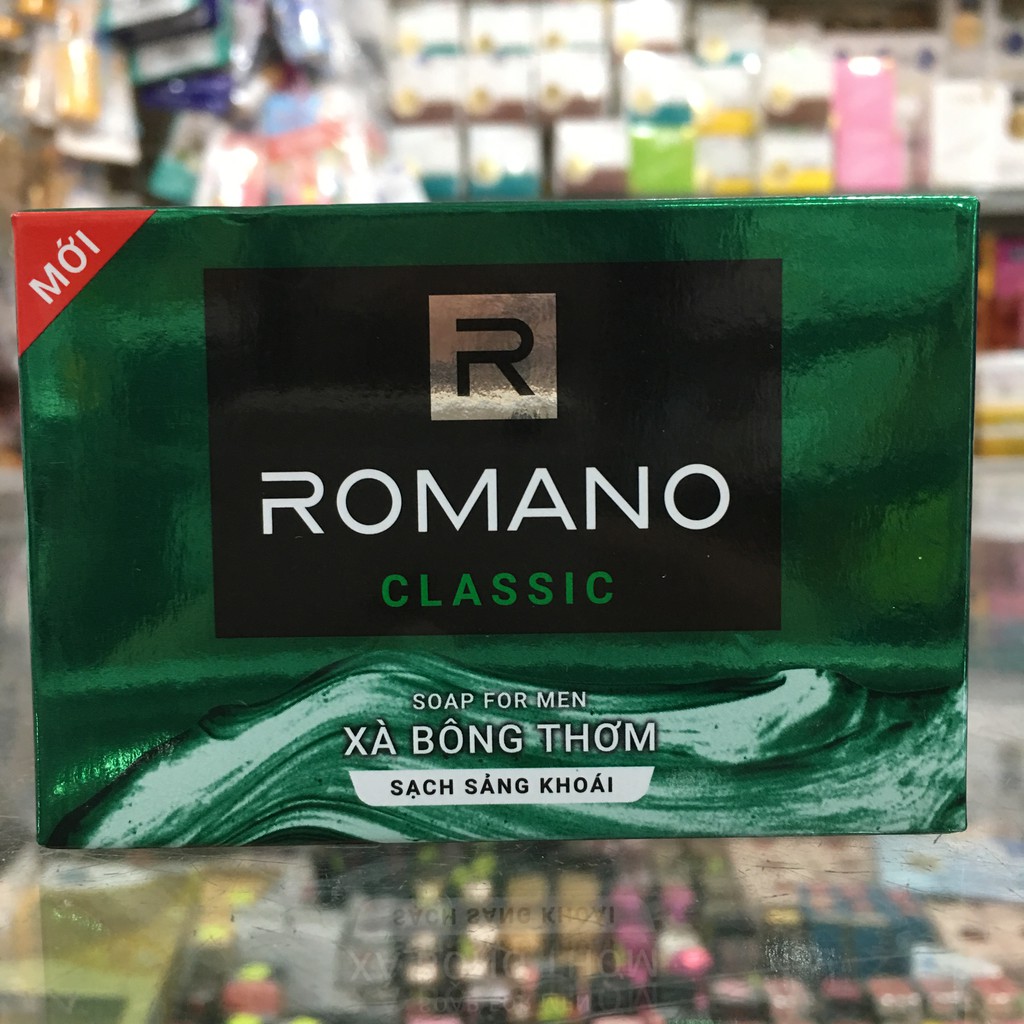 MỚI
R
ROMANO
CLASSIC
SOAP FOR MEN
XÀ BÔNG THƠM
SẠCH SẢNG KHOÁI